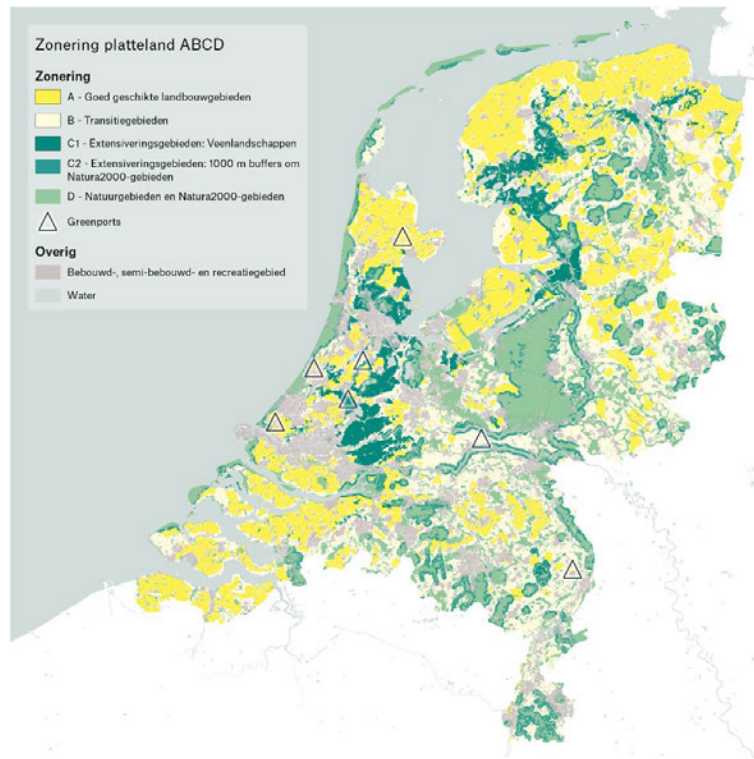 Zonering platteland ABCD
Zonering
A - Goed geschikte landbouwgebieden
B - Transitiegebieden
C1 - Extensiveringsgebieden: Veenlandschappen
C2 - Extensiveringsgebieden: 1000 m buffers om
Natura2000-gebieden
D - Natuurgebieden en Natura2000-gebieden
Greenports
Overig
Bebouwd-, semi-bebouwd- en recreatiegebied
Water